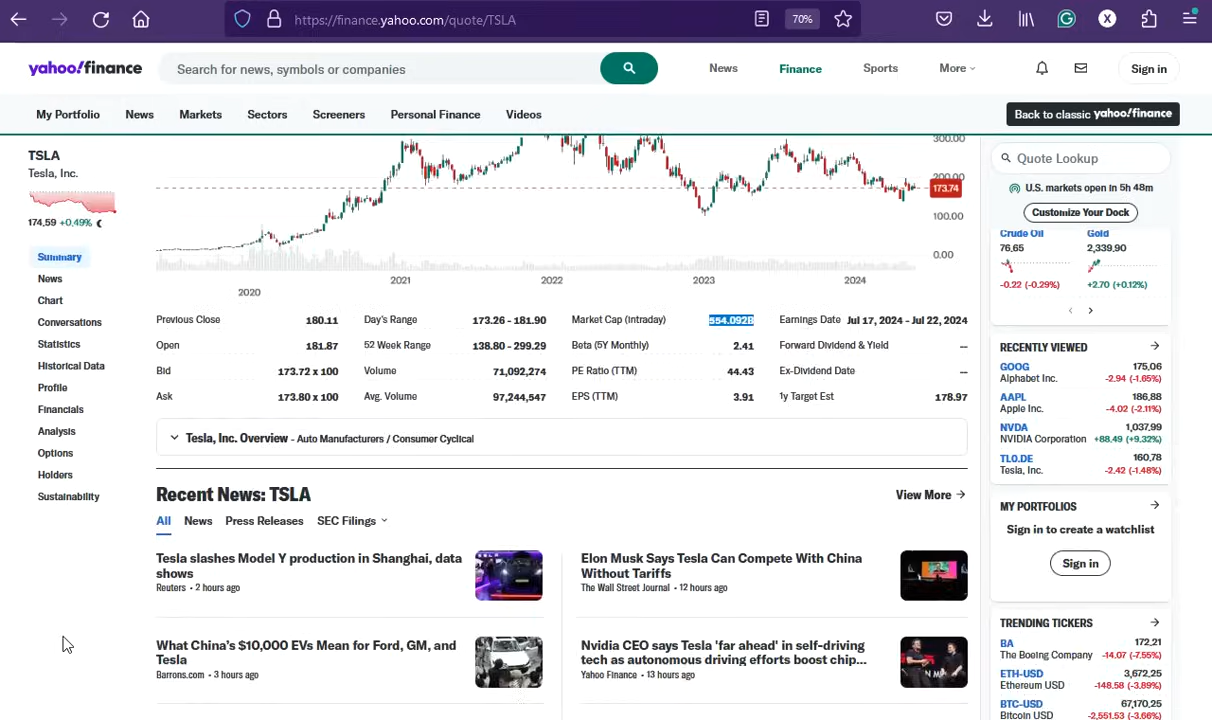 https://finance.yahoo.com/quote/TSLA
70%
yahoo!finance
Search for news, symbols or companies
News
Finance
Sports
More
Sign in
My Portfolio
News
Markets
Sectors
Screeners
Personal Finance
Videos
Back to classic yahoo!finance
TSLA
Tesla, Inc.
174,59 +0,49%
Summary
News
Chart
Conversations
Statistics
Historical Data
Profile
Financials
Analysis
Options
Holders
Sustainability
300.00
200.00
173.74
100.00
0.00
2020
2021
2022
2023
2024
Previous Close 180.11
Open 181.87
Bid 173.72 x 100
Ask 173.80 x 100
Day's Range 173.26 - 181.90
52 Week Range 138.80 - 299.29
Volume 71,092,274
Avg. Volume 97,244,547
Market Cap (intraday) 554.092B
Beta (5Y Monthly) 2.41
PE Ratio (TTM) 44.43
EPS (TTM) 3.91
Earnings Date Jul 17, 2024 - Jul 22, 2024
Forward Dividend & Yield --
Ex-Dividend Date --
1y Target Est 178.97
Tesla, Inc. Overview - Auto Manufacturers / Consumer Cyclical
Recent News: TSLA
View More
All
News
Press Releases
SEC Filings
Tesla slashes Model Y production in Shanghai, data
shows
Reuters • 2 hours ago
Elon Musk Says Tesla Can Compete With China
Without Tariffs
The Wall Street Journal • 12 hours ago
What China's $10,000 EVs Mean for Ford, GM, and
Tesla
Barrons.com • 3 hours ago
Nvidia CEO says Tesla 'far ahead' in self-driving
tech as autonomous driving efforts boost chip...
Yahoo Finance • 13 hours ago
Quote Lookup
U.S. markets open in 5h 48m
Customize Your Dock
Crude Oil
76,65
-0.22 (-0.29%)
Gold
2,339,90
+2.70 (+0.12%)
RECENTLY VIEWED
GOOG 175,06
Alphabet Inc. -2.94 (-1.65%)
AAPL 186,88
Apple Inc. -4.02 (-2.11%)
NVDA 1,037,99
NVIDIA Corporation +88,49 (+9.32%)
TL0.DE 160,78
Tesla, Inc. -2.42 (-1.48%)
MY PORTFOLIOS
Sign in to create a watchlist
Sign in
TRENDING TICKERS
BA 172,21
The Boeing Company -14.07 (-7.55%)
ETH-USD 3,672,25
Ethereum USD -148.58 (-3.89%)
BTC-USD 67,170,25
Bitcoin USD -2,551.53 (-3.66%)